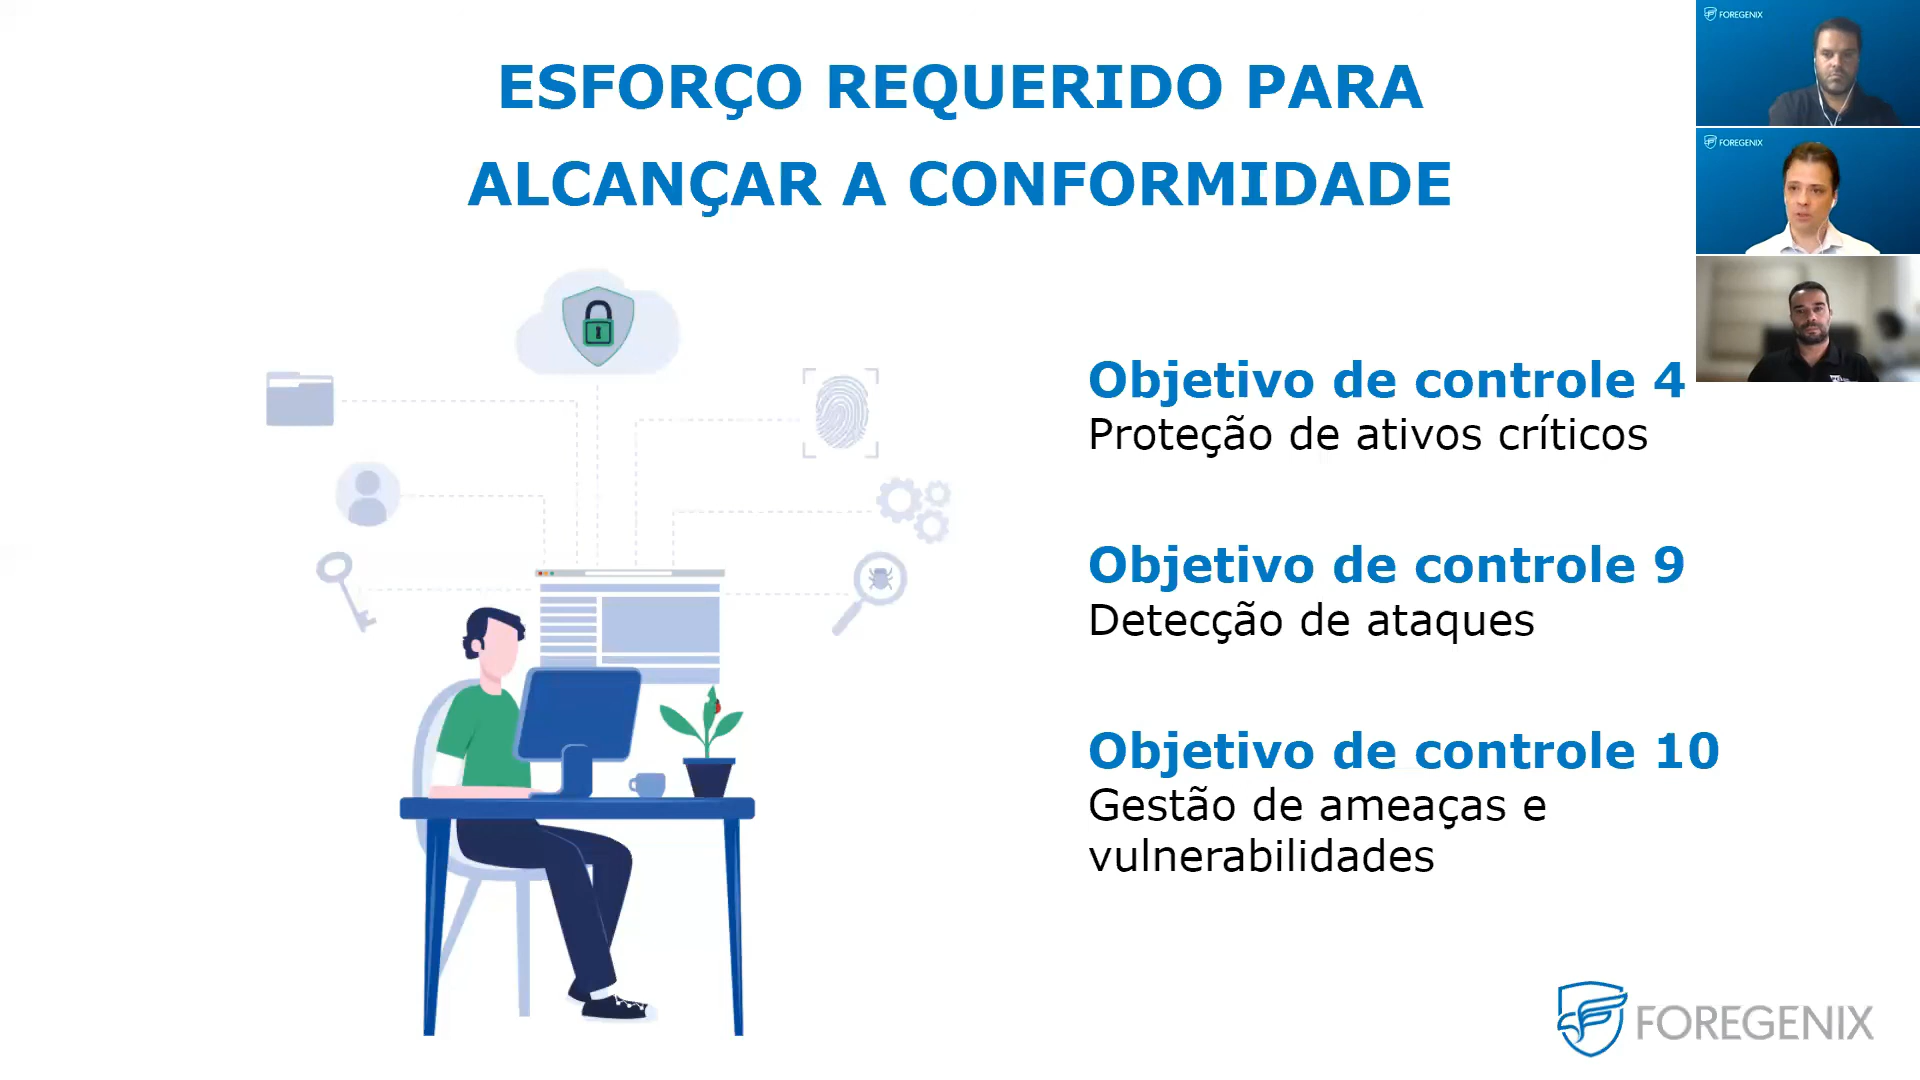 ESFORÇO REQUERIDO PARA
ALCANÇAR A CONFORMIDADE
Objetivo de controle 4
Proteção de ativos críticos
Objetivo de controle 9
Detecção de ataques
Objetivo de controle 10
Gestão de ameaças e
vulnerabilidades
FOREGENIX
FOREGENIX
FOREGENIX